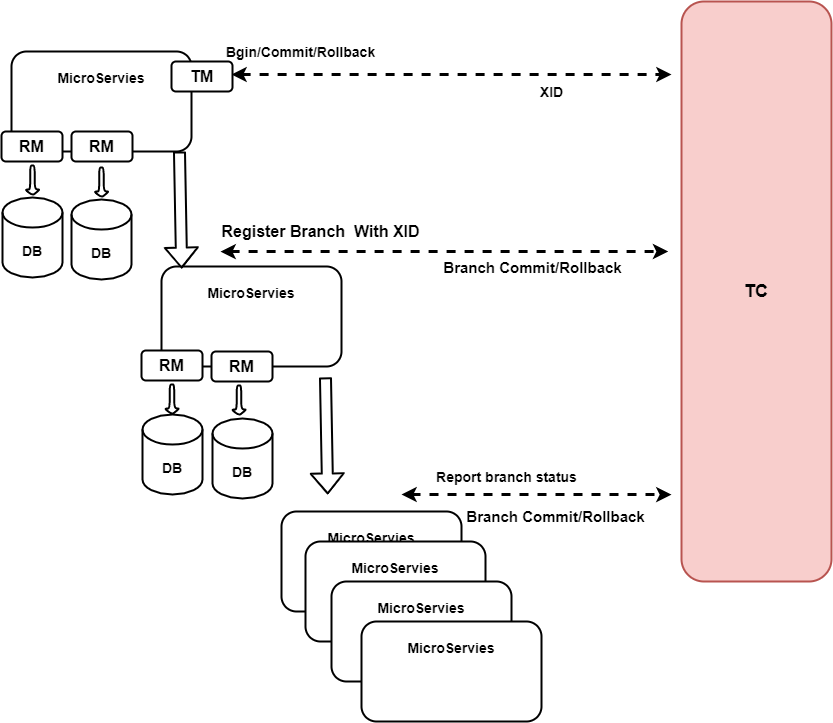 Bgin/Commit/Rollback
MicroServies
TM
XID
RM
RM
DB
DB
Register Branch With XID
Branch Commit/Rollback
TC
MicroServies
RM
RM
DB
DB
Report branch status
Branch Commit/Rollback
MicroServies
MicroServies
MicroServies
MicroServies